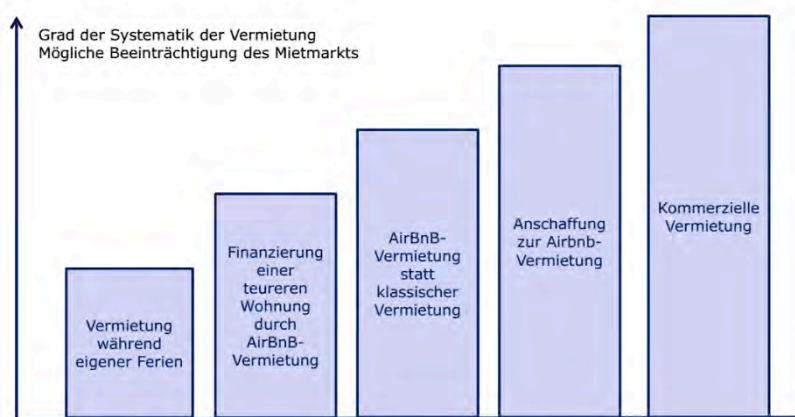 Grad der Systematik der Vermietung
Mögliche Beeinträchtigung des Mietmarkts
Vermietung
während
eigener Ferien
Finanzierung
einer
teureren
Wohnung
durch
AirBnB-
Vermietung
AirBnB-
Vermietung
statt
klassischer
Vermietung
Anschaffung
zur Airbnb-
Vermietung
Kommerzielle
Vermietung